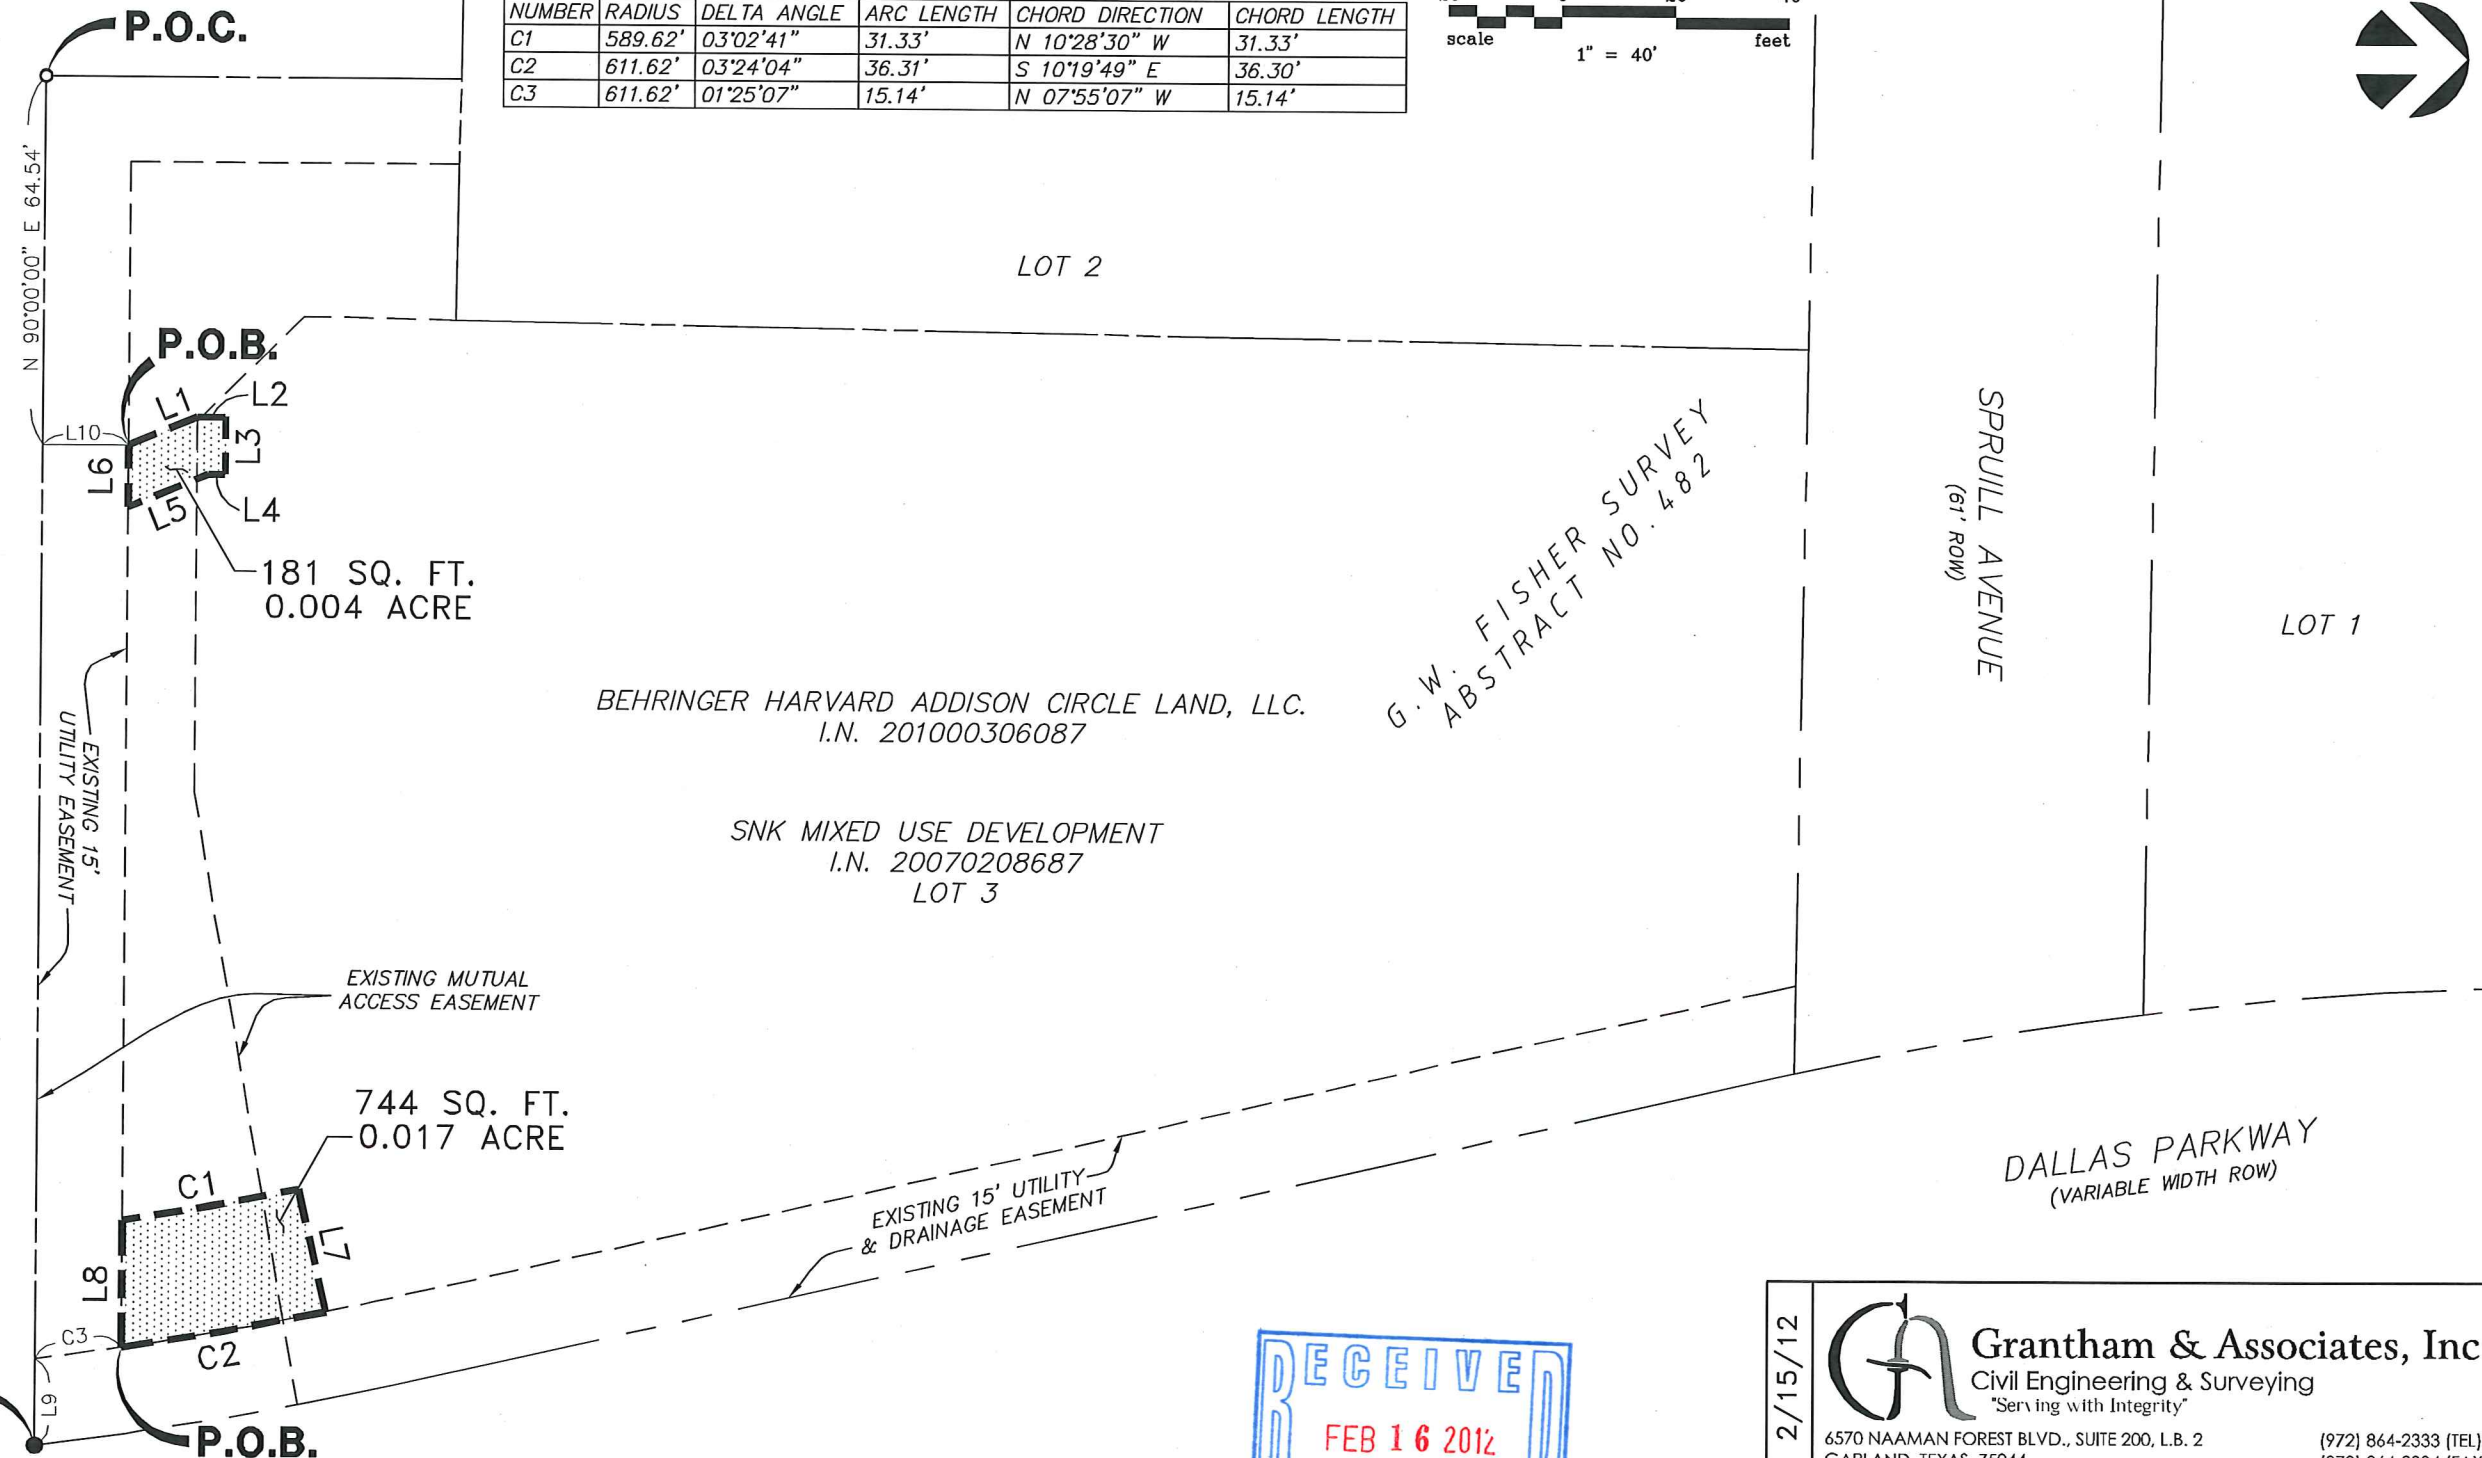 P.O.C.
NUMBER RADIUS DELTA ANGLE ARC LENGTH CHORD DIRECTION CHORD LENGTH
C1 589.62' 03°02'41" 31.33' N 10°28'30" W 31.33'
C2 611.62' 03°24'04" 36.31' S 10°19'49" E 36.30'
C3 611.62' 01°25'07" 15.14' N 07°55'07" W 15.14'
scale
feet
1" = 40'
N 90°00'00" E 64.54'
LOT 2
P.O.B.
L1
L2
L3
L10
L6
L5
L4
181 SQ. FT.
0.004 ACRE
G. W. FISHER SURVEY
ABSTRACT NO. 482
SPRUILL AVENUE
(61' ROW)
LOT 1
BEHRINGER HARVARD ADDISON CIRCLE LAND, LLC.
I.N. 201000306087
EXISTING 15'
UTILITY EASEMENT
SNK MIXED USE DEVELOPMENT
I.N. 20070208687
LOT 3
EXISTING MUTUAL
ACCESS EASEMENT
744 SQ. FT.
0.017 ACRE
C1
L7
L8
C3
C2
L9
P.O.B.
EXISTING 15' UTILITY
& DRAINAGE EASEMENT
DALLAS PARKWAY
(VARIABLE WIDTH ROW)
RECEIVED
FEB 16 2012
2/15/12
Grantham & Associates, Inc
Civil Engineering & Surveying
"Serving with Integrity"
6570 NAAMAN FOREST BLVD., SUITE 200, L.B. 2
(972) 864-2333 (TEL)
GARLAND, TEXAS 75044